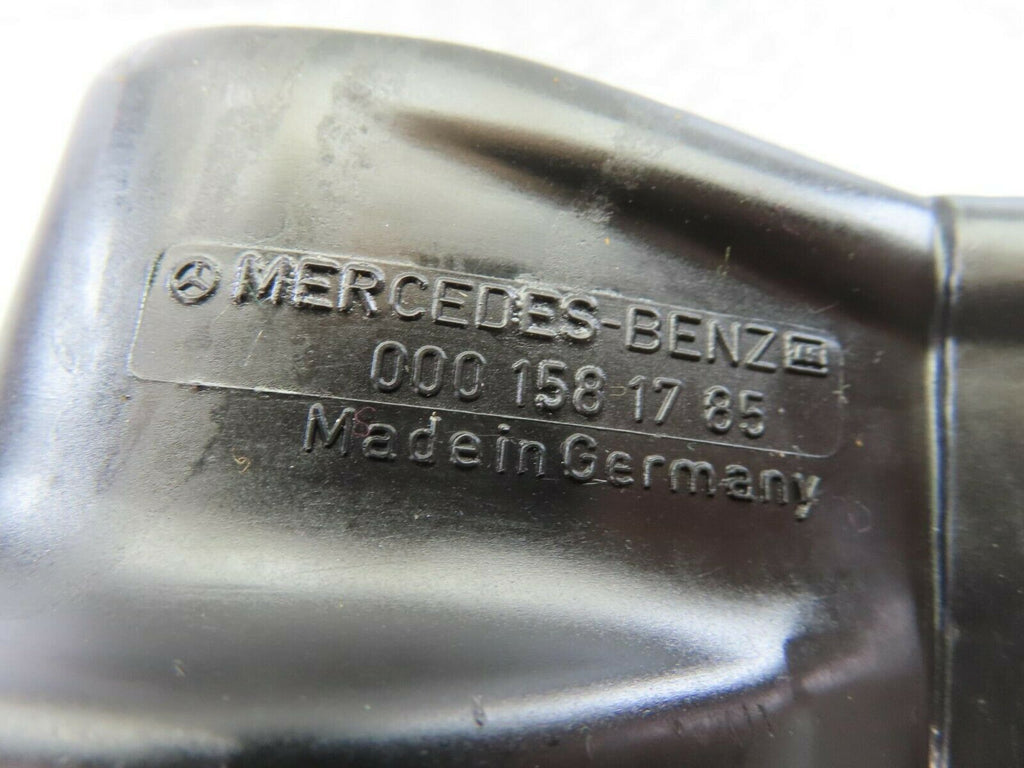 MERCEDES-BENZ
000 158 17 85
Made in Germany